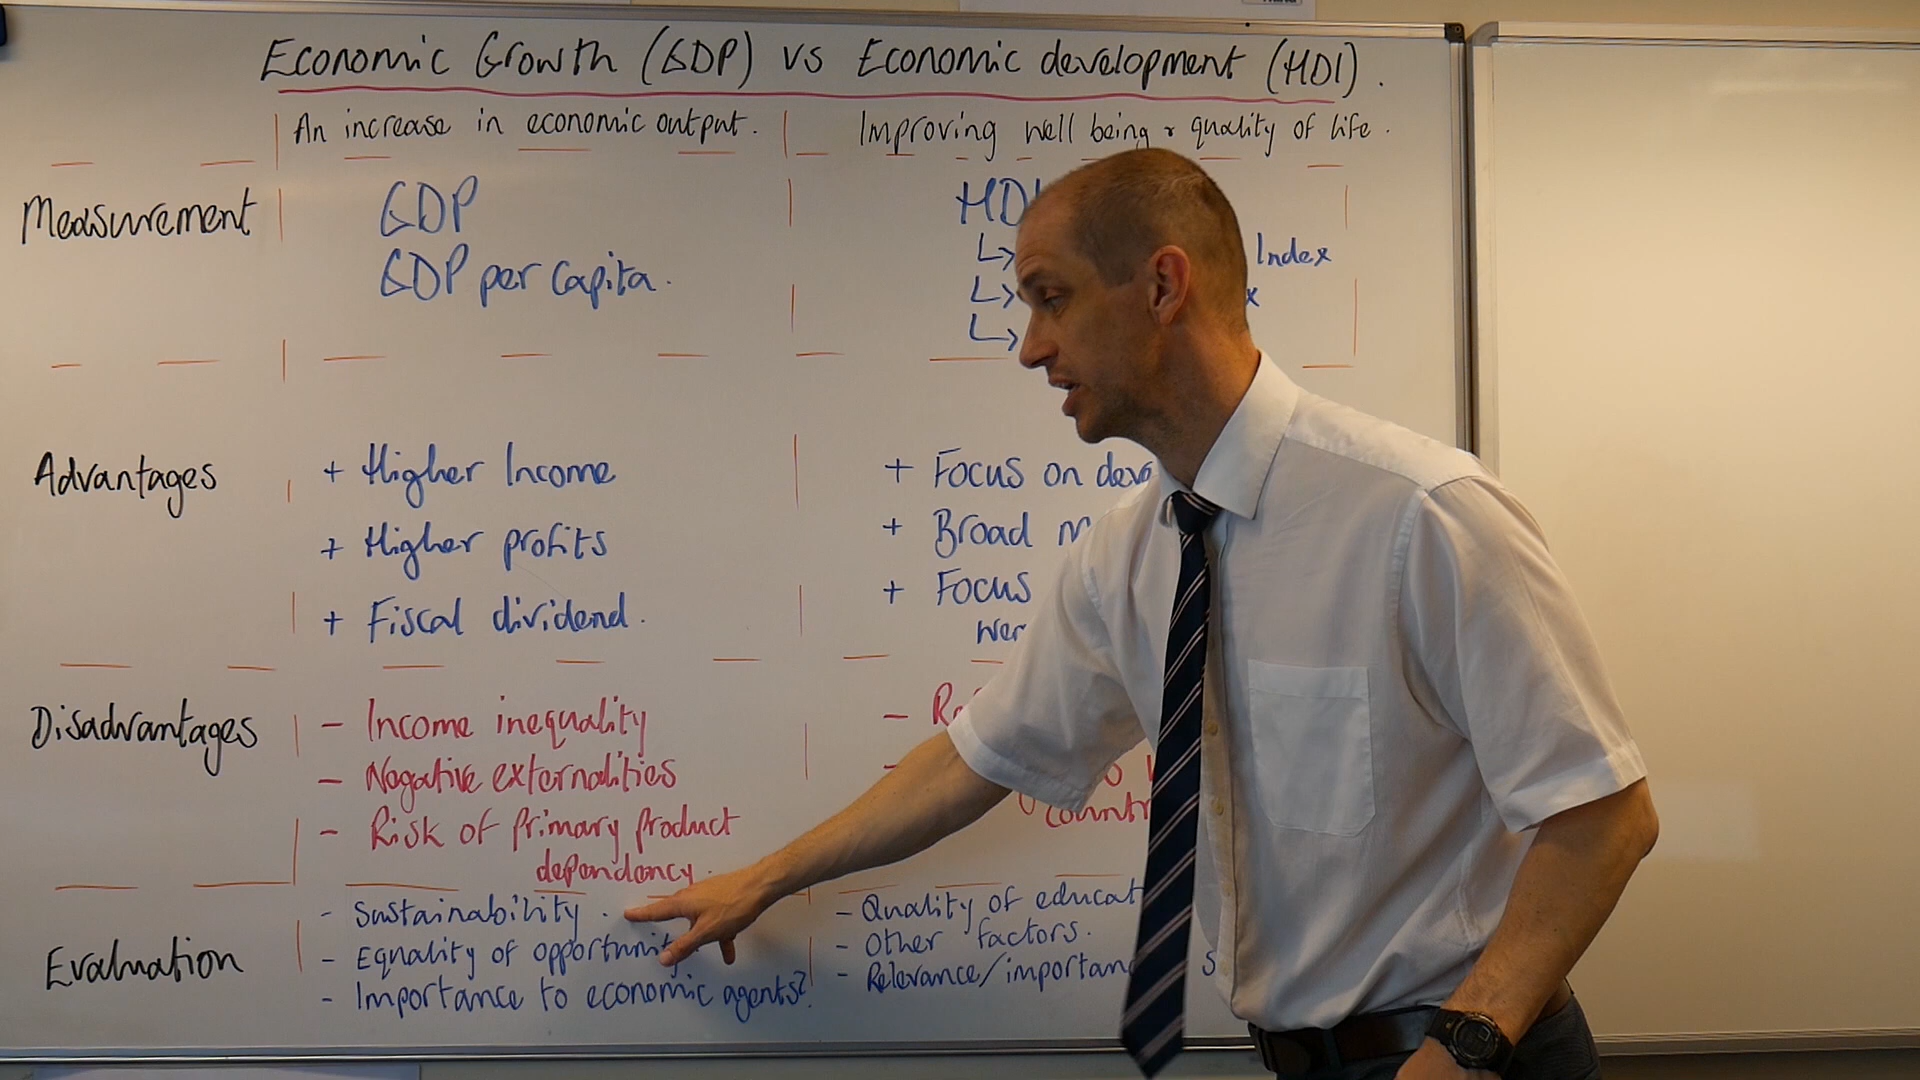 Economic Growth (GDP) vs Economic development (HDI).
An increase in economic output.
Improving well being & quality of life.
Measurement
GDP
GDP per capita.
Index
Advantages
+ Higher Income
+ Higher profits
+ Fiscal dividend.
+ Focus on
+ Broad
+ Focus
Disadvantages
- Income inequality
- Negative externalities
- Risk of primary product
dependency.
Evaluation
- Sustainability.
- Equality of
- Importance to economic agents?
- Quality of
- Other factors.
- Relevance/